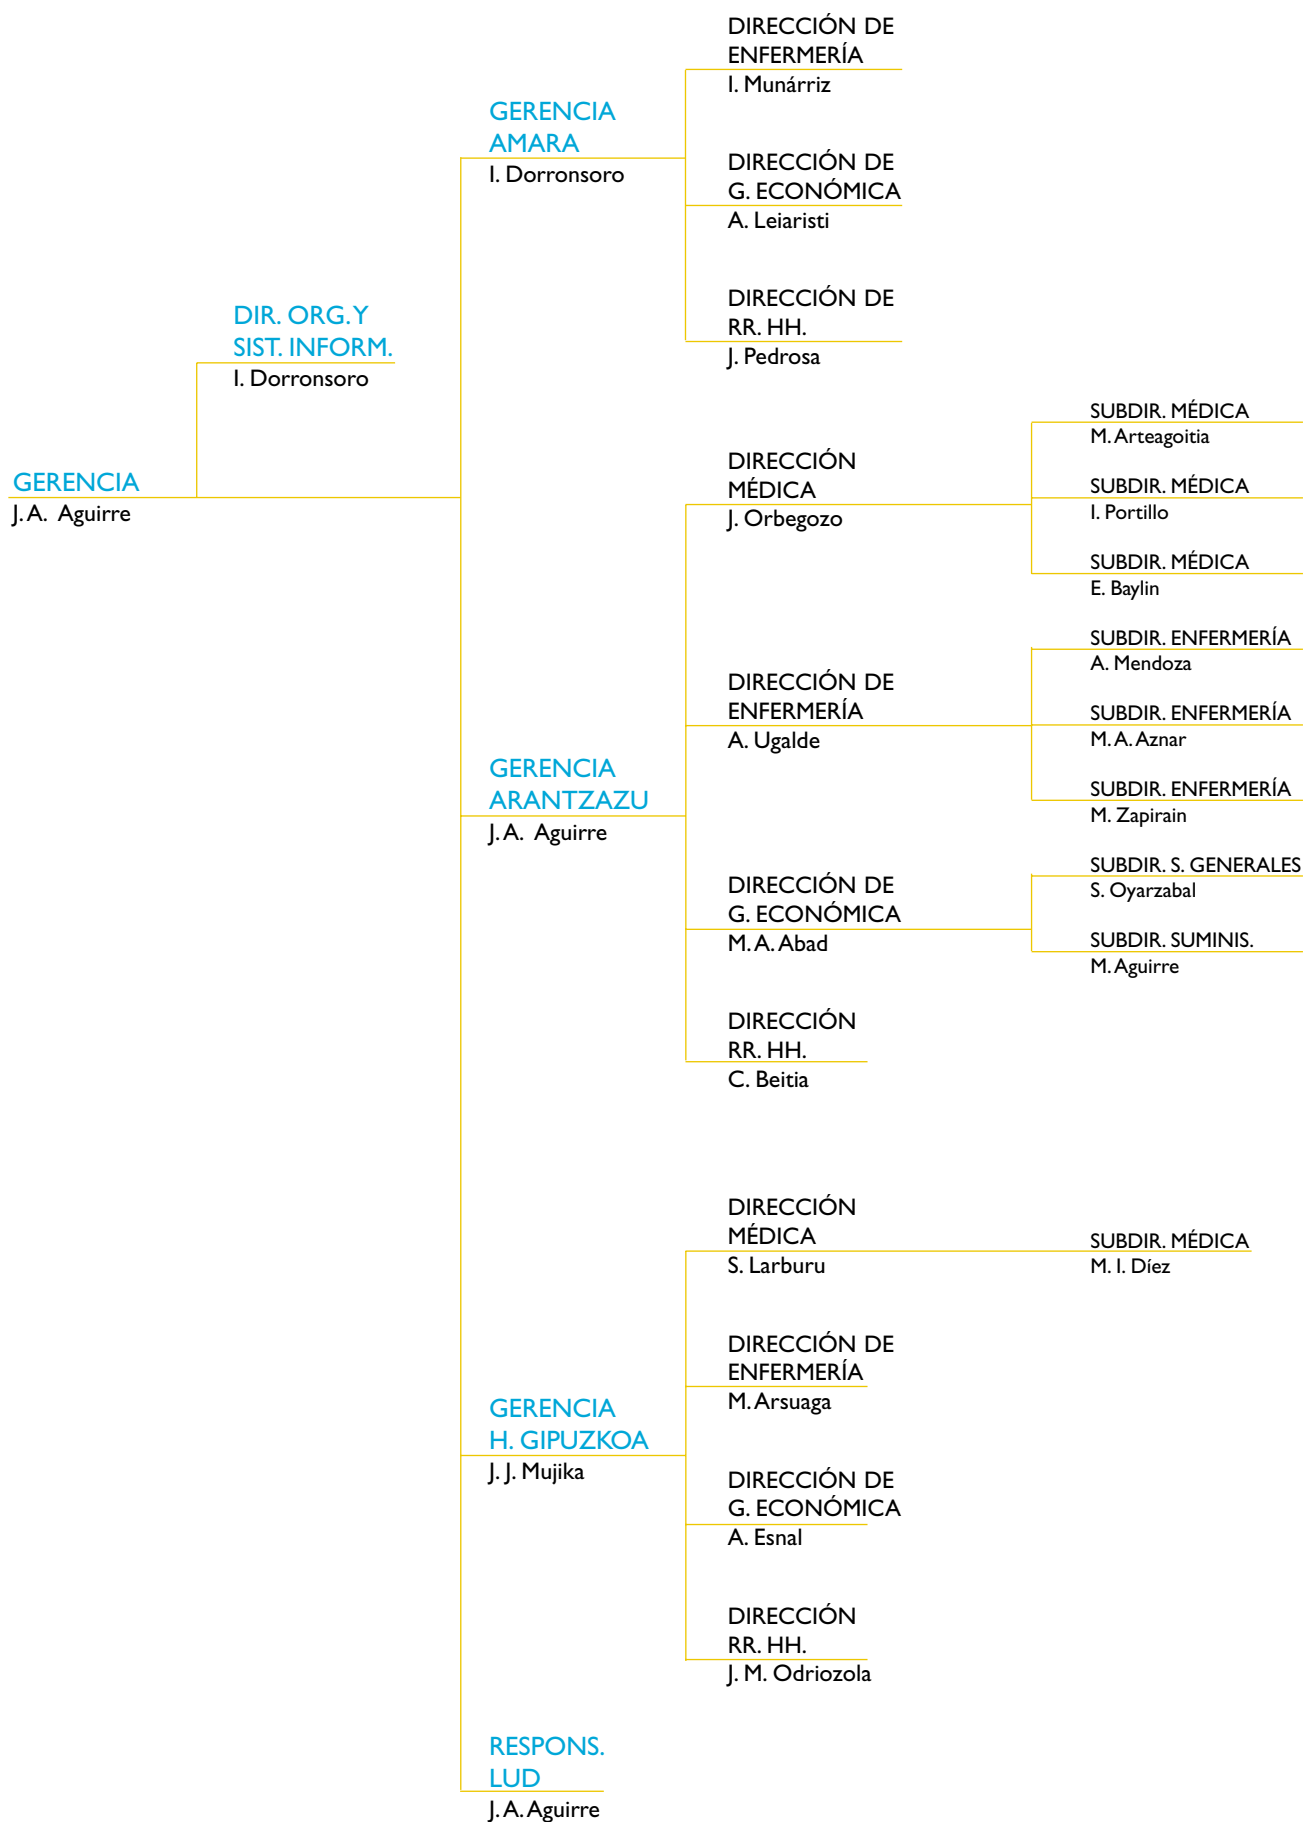 GERENCIA
J. A. Aguirre
DIR. ORG. Y
SIST. INFORM.
I. Dorronsoro
GERENCIA
AMARA
I. Dorronsoro
DIRECCIÓN DE
ENFERMERÍA
I. Munárriz
DIRECCIÓN DE
G. ECONÓMICA
A. Leiaristi
DIRECCIÓN DE
RR. HH.
J. Pedrosa
GERENCIA
ARANTZAZU
J. A. Aguirre
DIRECCIÓN
MÉDICA
J. Orbegozo
SUBDIR. MÉDICA
M. Arteagoitia
SUBDIR. MÉDICA
I. Portillo
SUBDIR. MÉDICA
E. Baylin
DIRECCIÓN DE
ENFERMERÍA
A. Ugalde
SUBDIR. ENFERMERÍA
A. Mendoza
SUBDIR. ENFERMERÍA
M. A. Aznar
SUBDIR. ENFERMERÍA
M. Zapirain
DIRECCIÓN DE
G. ECONÓMICA
M. A. Abad
SUBDIR. S. GENERALES
S. Oyarzabal
SUBDIR. SUMINIS.
M. Aguirre
DIRECCIÓN
RR. HH.
C. Beitia
GERENCIA
H. GIPUZKOA
J. J. Mujika
DIRECCIÓN
MÉDICA
S. Larburu
SUBDIR. MÉDICA
M. I. Díez
DIRECCIÓN DE
ENFERMERÍA
M. Arsuaga
DIRECCIÓN DE
G. ECONÓMICA
A. Esnal
DIRECCIÓN
RR. HH.
J. M. Odriozola
RESPONS.
LUD
J. A. Aguirre